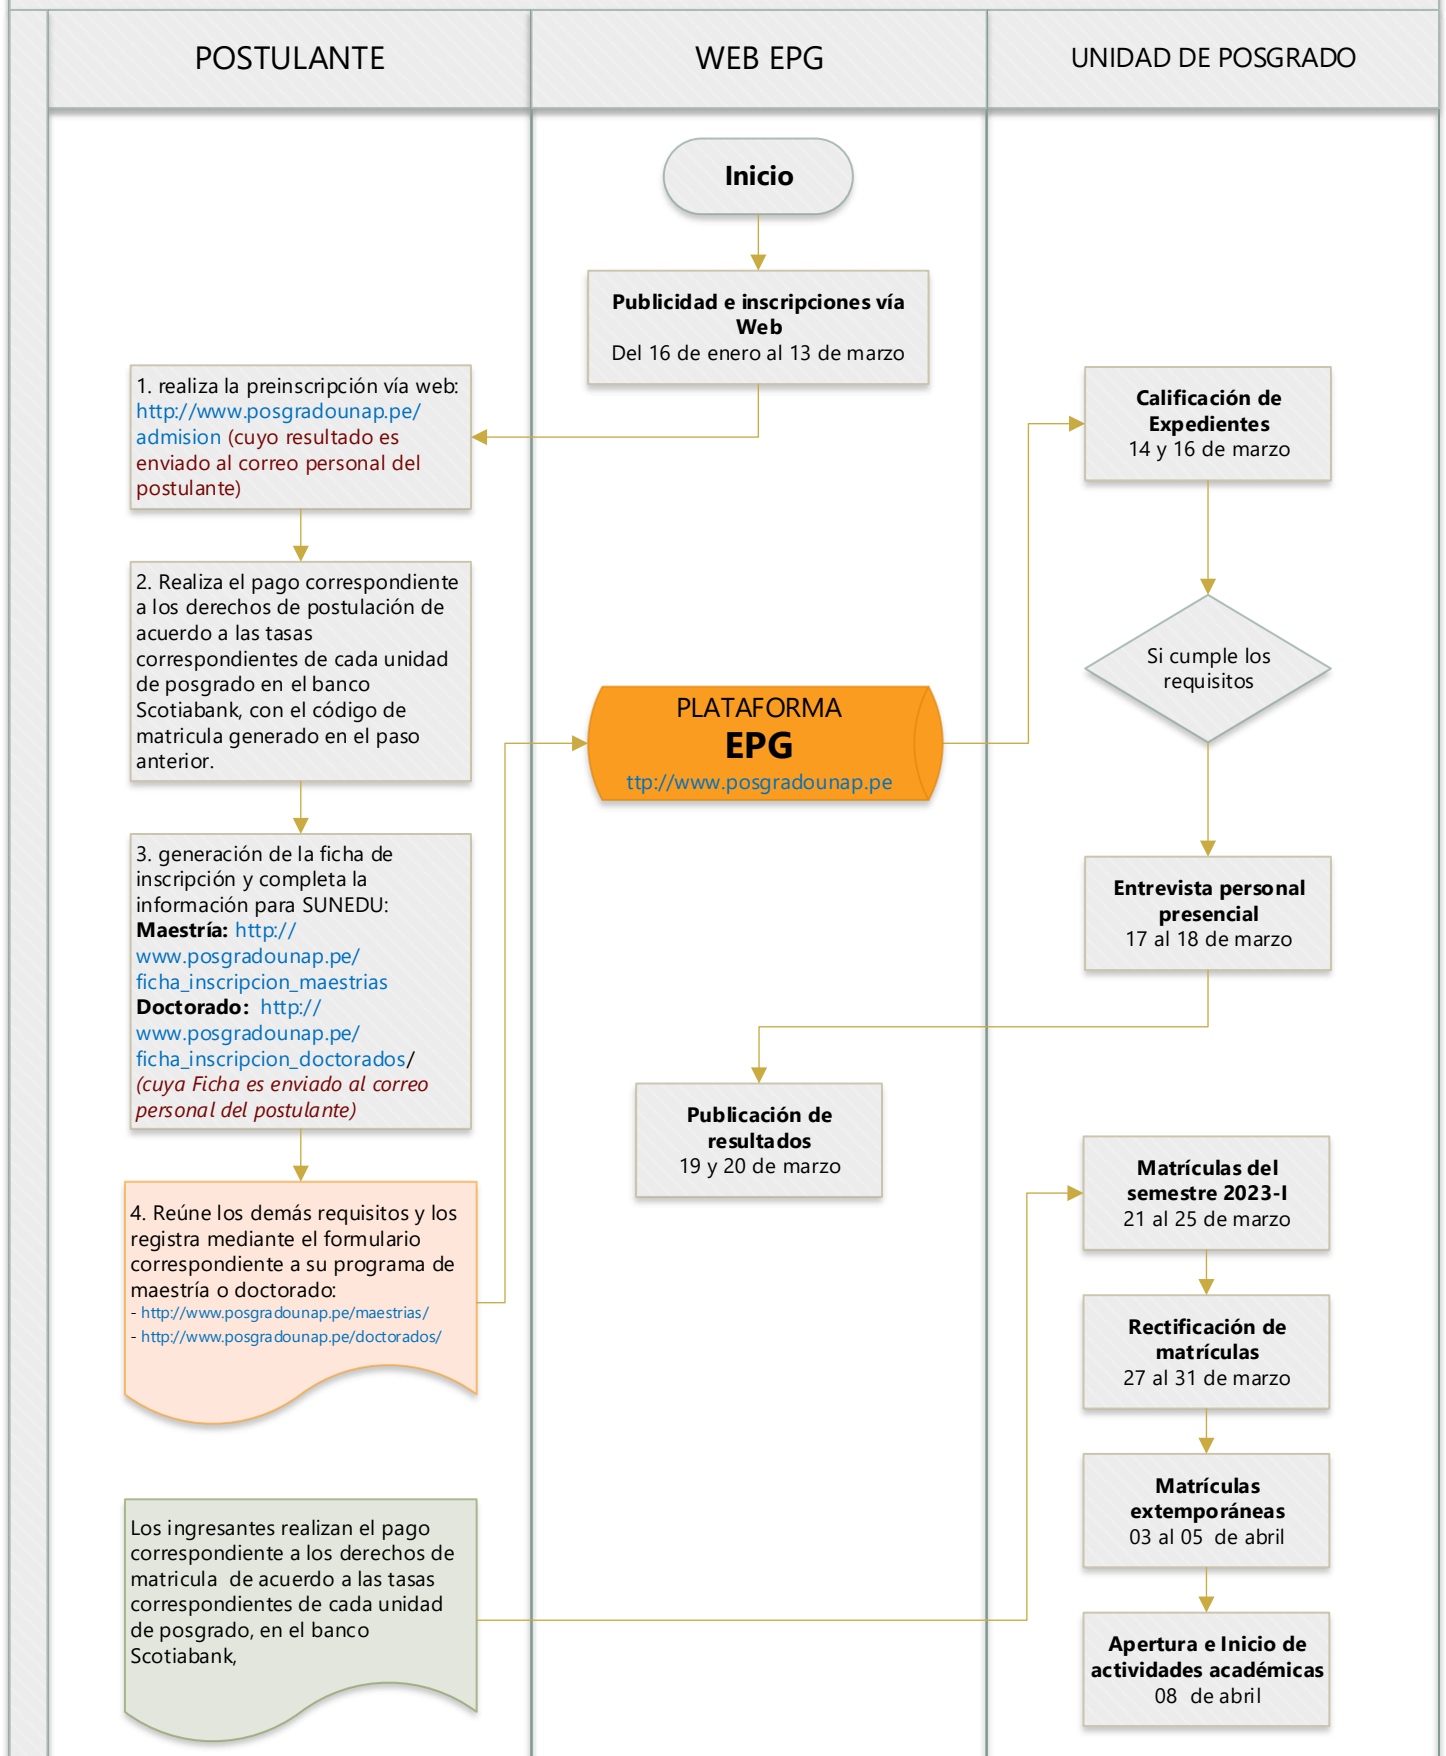 POSTULANTE
WEB EPG
UNIDAD DE POSGRADO
Inicio
Publicidad e inscripciones vía
Web
Del 16 de enero al 13 de marzo
1. realiza la preinscripción vía web:
http://www.posgradounap.pe/
admision (cuyo resultado es
enviado al correo personal del
postulante)
2. Realiza el pago correspondiente
a los derechos de postulación de
acuerdo a las tasas
correspondientes de cada unidad
de posgrado en el banco
Scotiabank, con el código de
matricula generado en el paso
anterior.
3. generación de la ficha de
inscripción y completa la
información para SUNEDU:
Maestría: http://
www.posgradounap.pe/
ficha_inscripcion_maestrias
Doctorado:  http://
www.posgradounap.pe/
ficha_inscripcion_doctorados/
(cuya Ficha es enviado al correo
personal del postulante)
4. Reúne los demás requisitos y los
registra mediante el formulario
correspondiente a su programa de
maestría o doctorado:
- http://www.posgradounap.pe/maestrias/
- http://www.posgradounap.pe/doctorados/
PLATAFORMA
EPG
ttp://www.posgradounap.pe
Calificación de
Expedientes
14 y 16 de marzo
Si cumple los
requisitos
Entrevista personal
presencial
17 al 18 de marzo
Publicación de
resultados
19 y 20 de marzo
Los ingresantes realizan el pago
correspondiente a los derechos de
matricula  de acuerdo a las tasas
correspondientes de cada unidad
de posgrado, en el banco
Scotiabank,
Matrículas del
semestre 2023-I
21 al 25 de marzo
Rectificación de
matrículas
27 al 31 de marzo
Matrículas
extemporáneas
03 al 05  de abril
Apertura e Inicio de
actividades académicas
08  de abril